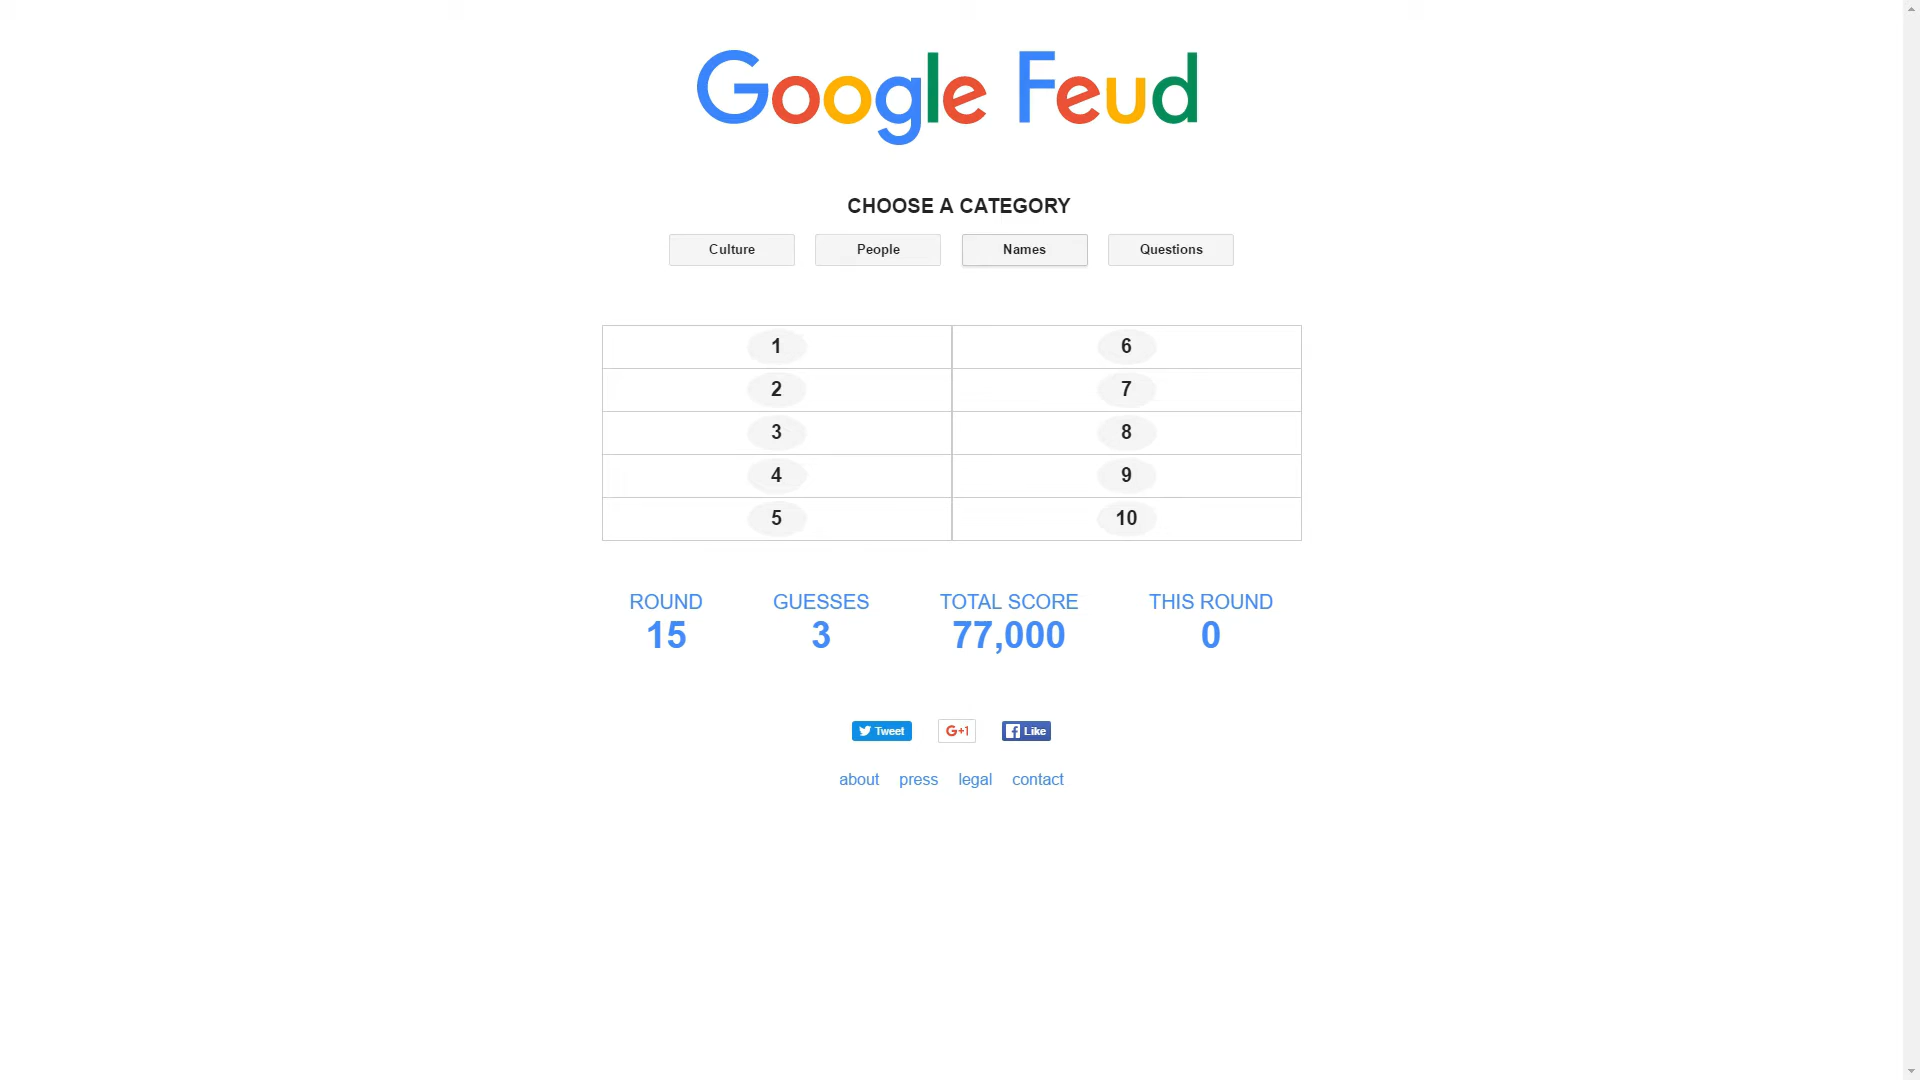 Google Feud
CHOOSE A CATEGORY
Culture People Names Questions
1 6
2 7
3 8
4 9
5 10
ROUND GUESSES TOTAL SCORE THIS ROUND
15 3 77,000 0
Tweet G+1 Like
about press legal contact